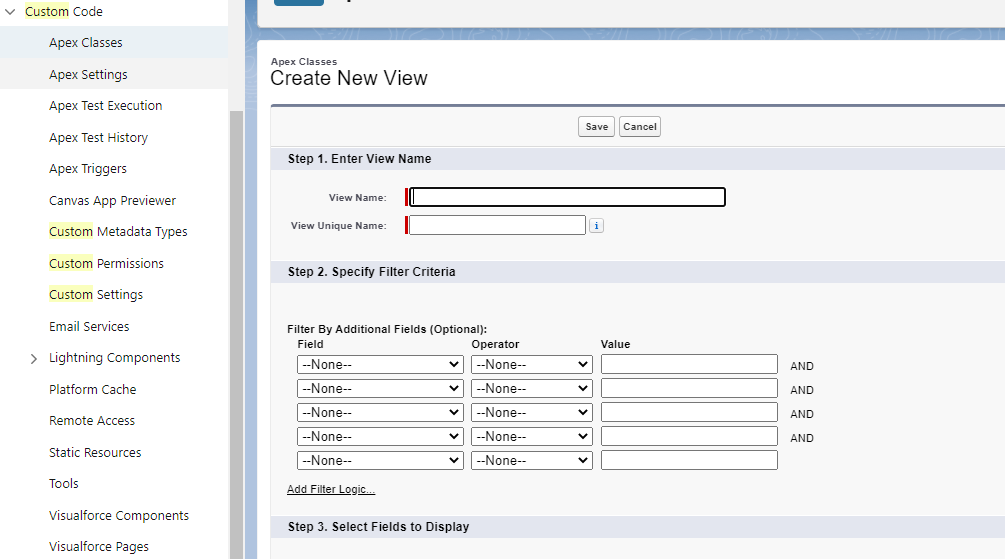 Custom Code
Apex Classes
Apex Settings
Apex Test Execution
Apex Test History
Apex Triggers
Canvas App Previewer
Custom Metadata Types
Custom Permissions
Custom Settings
Email Services
Lightning Components
Platform Cache
Remote Access
Static Resources
Tools
Visualforce Components
Visualforce Pages
Apex Classes
Create New View
Save Cancel
Step 1. Enter View Name
View Name:
View Unique Name: i
Step 2. Specify Filter Criteria
Filter By Additional Fields (Optional):
Field Operator Value
--None-- --None-- AND
--None-- --None-- AND
--None-- --None-- AND
--None-- --None-- AND
--None-- --None--
Add Filter Logic...
Step 3. Select Fields to Display